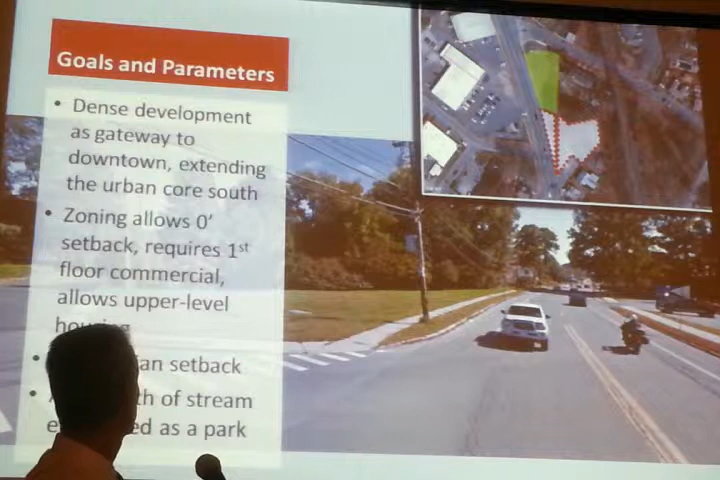 Goals and Parameters
• Dense development
as gateway to
downtown, extending
the urban core south
• Zoning allows 0'
setback, requires 1st
floor commercial,
allows upper-level
housing
• an setback
• th of stream
ed as a park